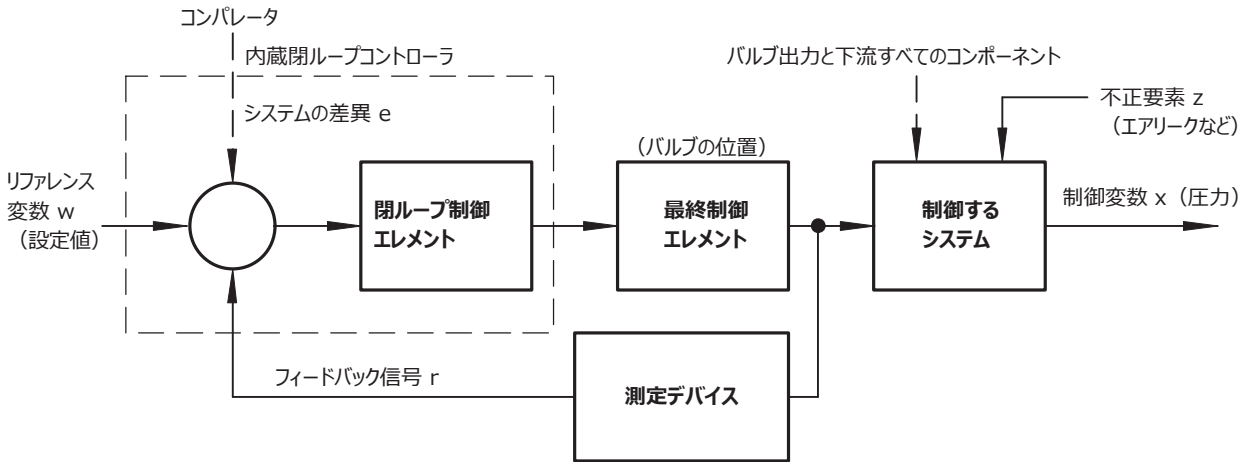 コンパレータ
内蔵閉ループコントローラ
バルブ出力と下流すべてのコンポーネント
システムの差異 e
不正要素 z
（エアリークなど）
（バルブの位置）
リファレンス
変数 w
（設定値）
閉ループ制御
エレメント
最終制御
エレメント
制御する
システム
制御変数 x（圧力）
フィードバック信号 r
測定デバイス